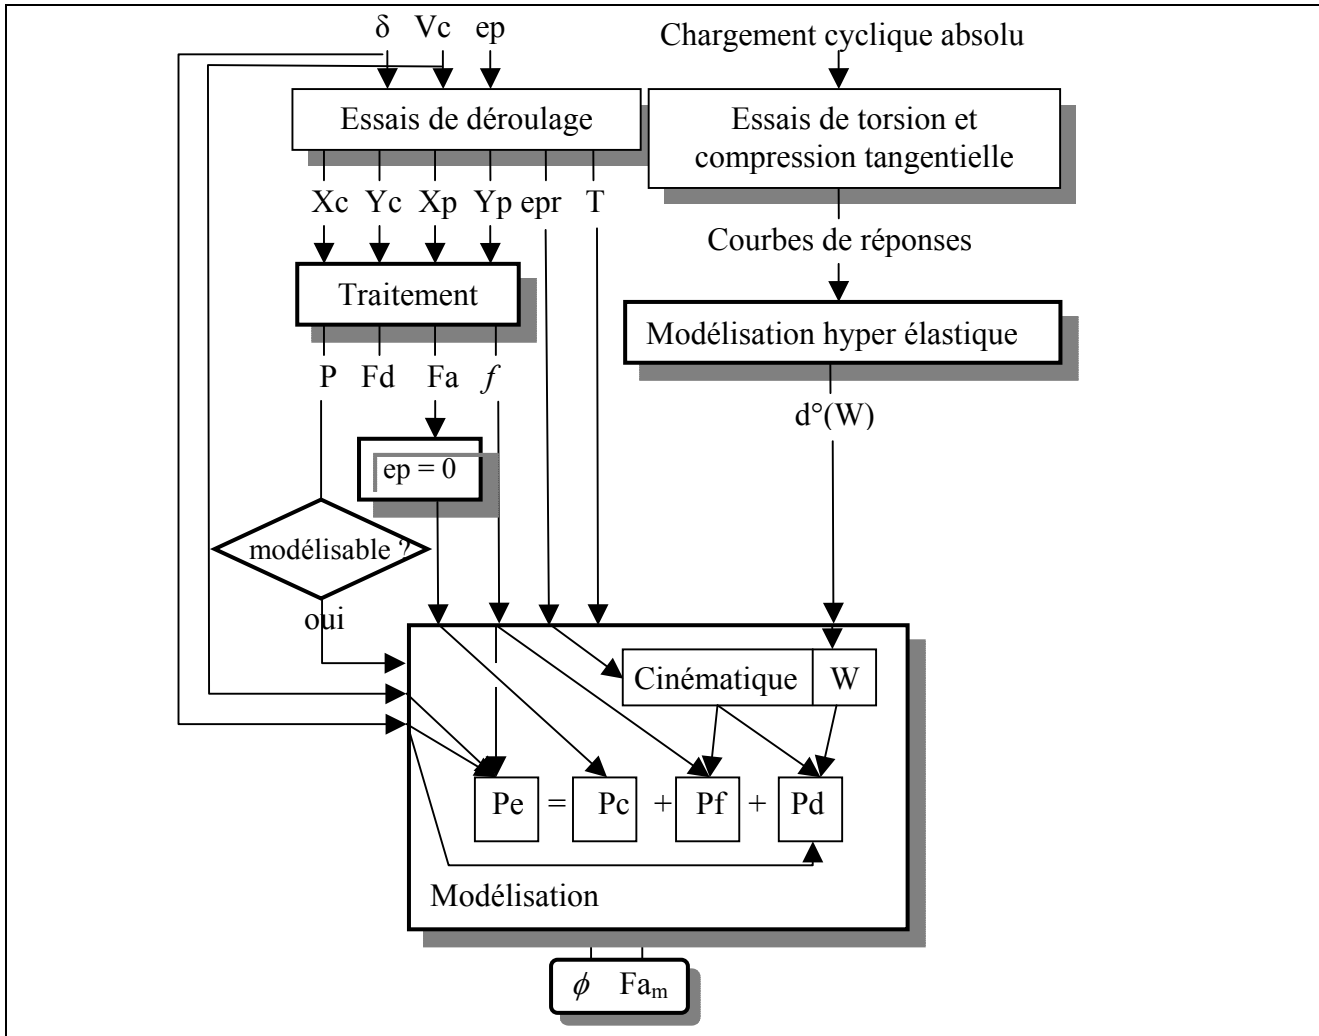 δ Vc ep
Chargement cyclique absolu
Essais de déroulage
Essais de torsion et
compression tangentielle
Xc Yc Xp Yp epr T
Courbes de réponses
Traitement
Modélisation hyper élastique
P Fd Fa f
d°(W)
ep = 0
modélisable ?
oui
Cinématique W
Pe = Pc + Pf + Pd
Modélisation
ϕ Fam